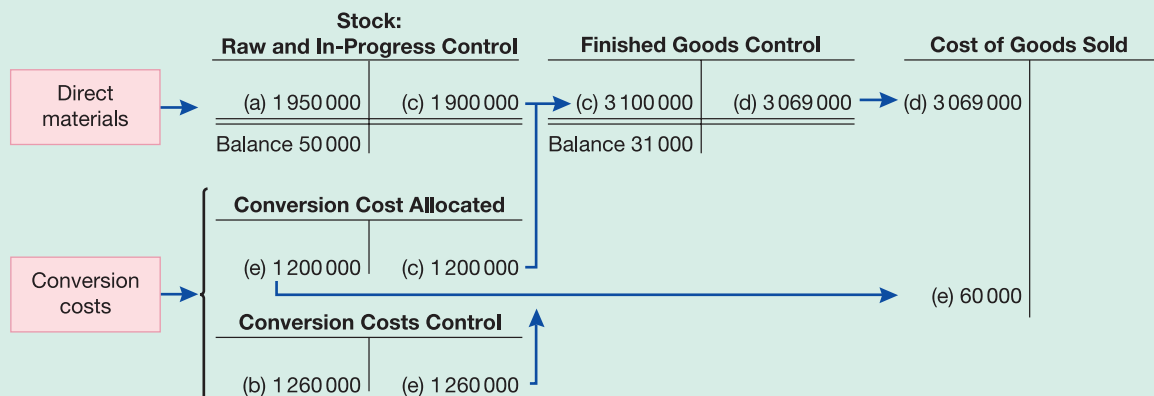 Stock:
Raw and In-Progress Control
Finished Goods Control
Cost of Goods Sold
Direct
materials
(a) 1 950 000
(c) 1 900 000
(c) 3 100 000
(d) 3 069 000
(d) 3 069 000
Balance 50 000
Balance 31 000
Conversion Cost Allocated
(e) 1 200 000
(c) 1 200 000
Conversion
costs
(e) 60 000
Conversion Costs Control
(b) 1 260 000
(e) 1 260 000